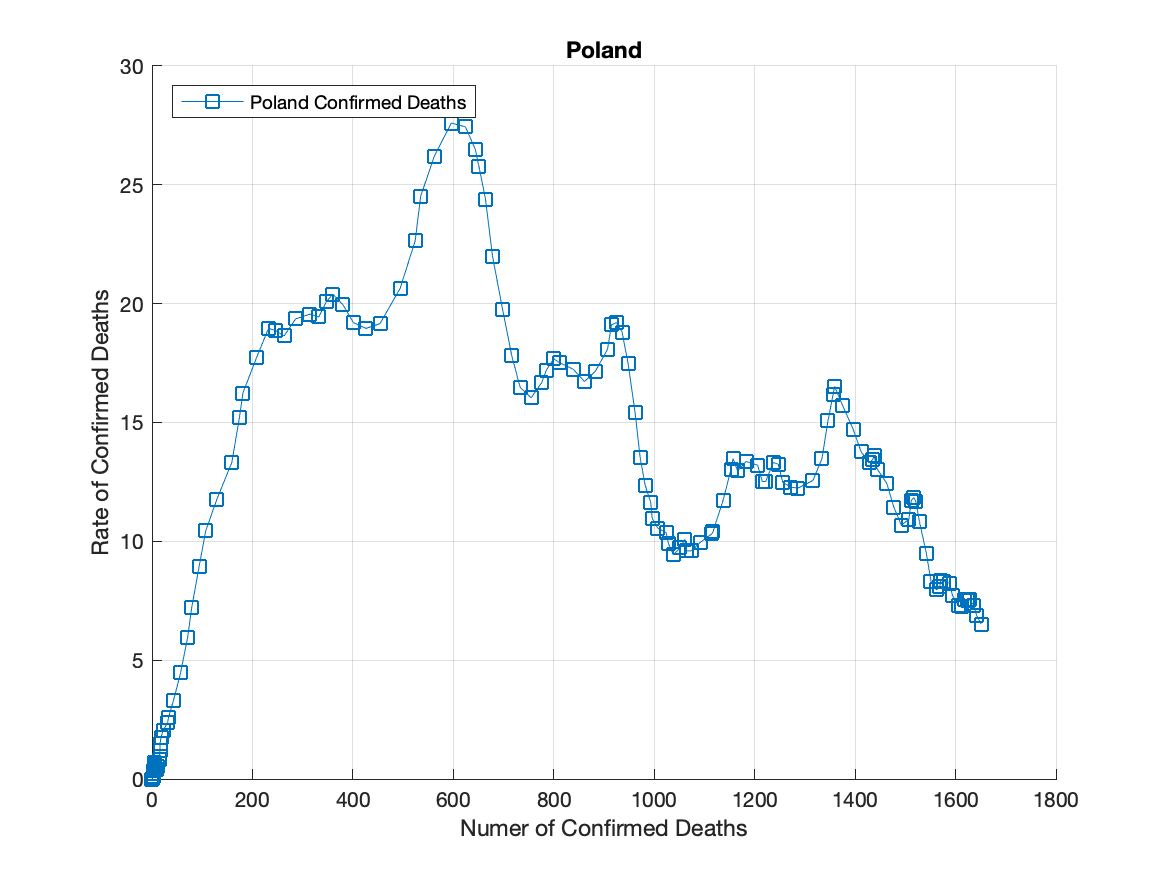 Poland
Poland Confirmed Deaths
30
25
20
15
10
5
0
Rate of Confirmed Deaths
0 200 400 600 800 1000 1200 1400 1600 1800
Numer of Confirmed Deaths